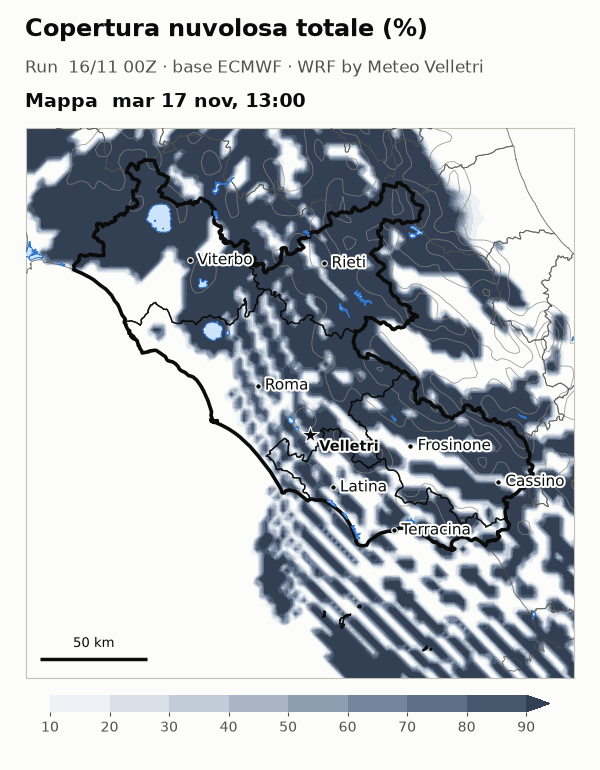 Copertura nuvolosa totale (%)
Run  16/11 00Z · base ECMWF · WRF by Meteo Velletri
Mappa  mar 17 nov, 13:00
Viterbo
Rieti
Roma
Velletri
Frosinone
Cassino
Latina
Terracina
50 km
10 20 30 40 50 60 70 80 90